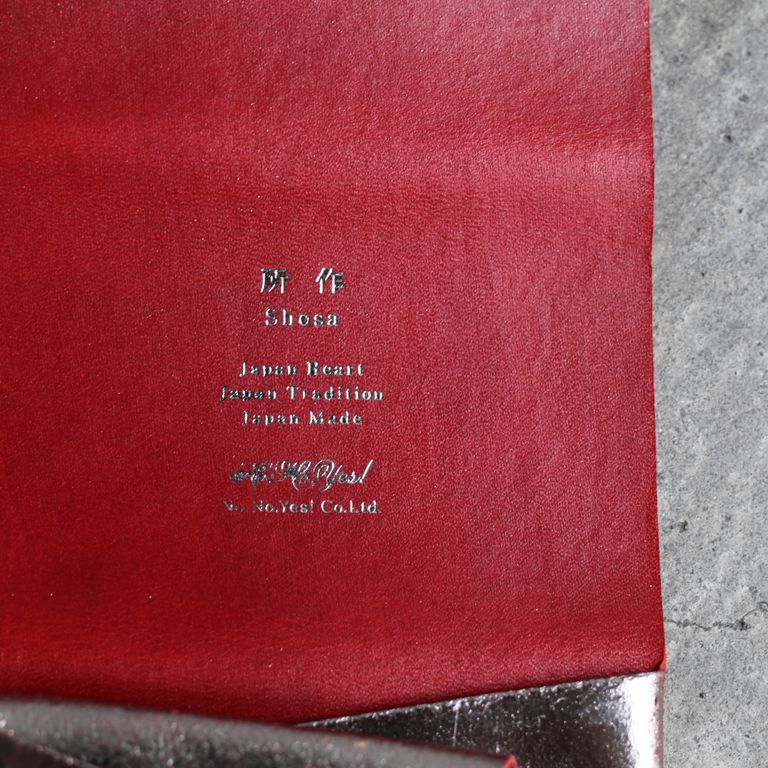 所作
Shosa
Japan Heart
Japan Tradition
Japan Made
No, No, Yes!
No, No, Yes! Co.Ltd.